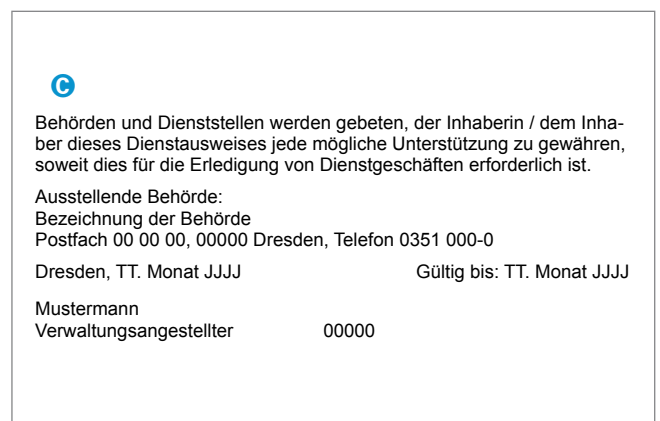 C
Behörden und Dienststellen werden gebeten, der Inhaberin / dem Inha-
ber dieses Dienstausweises jede mögliche Unterstützung zu gewähren,
soweit dies für die Erledigung von Dienstgeschäften erforderlich ist.
Ausstellende Behörde:
Bezeichnung der Behörde
Postfach 00 00 00, 00000 Dresden, Telefon 0351 000-0
Dresden, TT. Monat JJJJ Gültig bis: TT. Monat JJJJ
Mustermann
Verwaltungsangestellter 00000